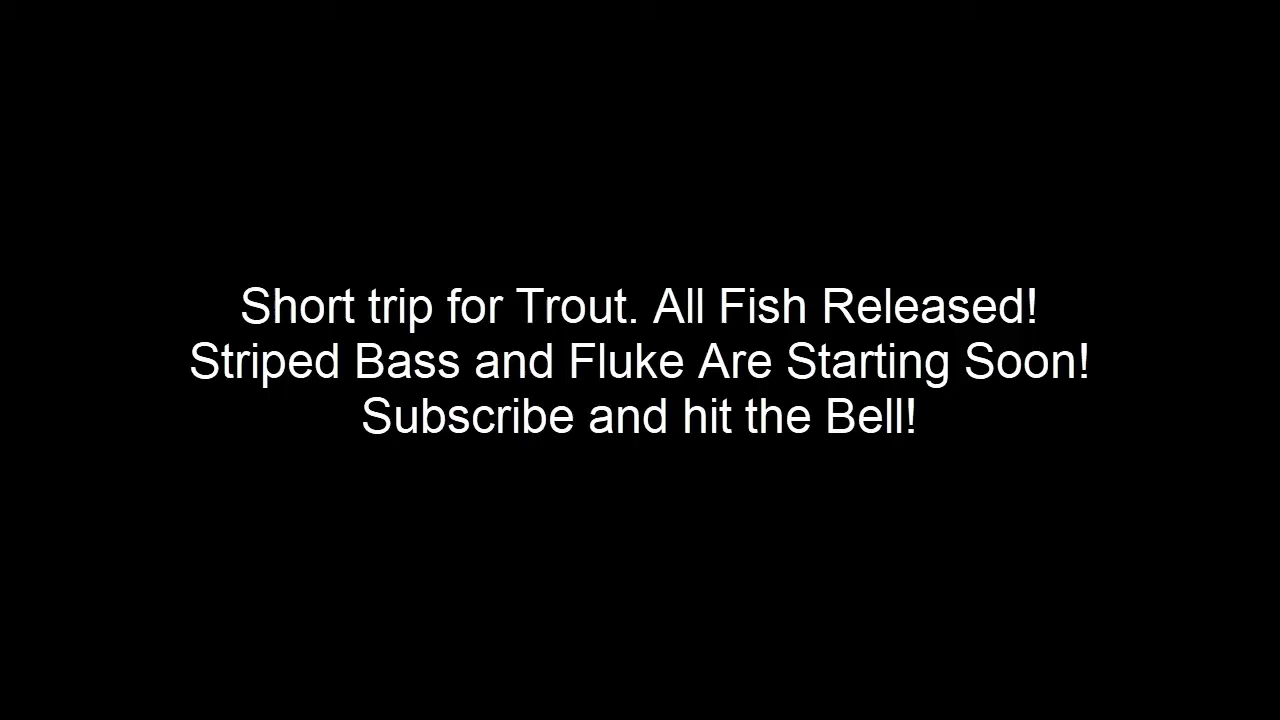 Short trip for Trout. All Fish Released!
Striped Bass and Fluke Are Starting Soon!
Subscribe and hit the Bell!